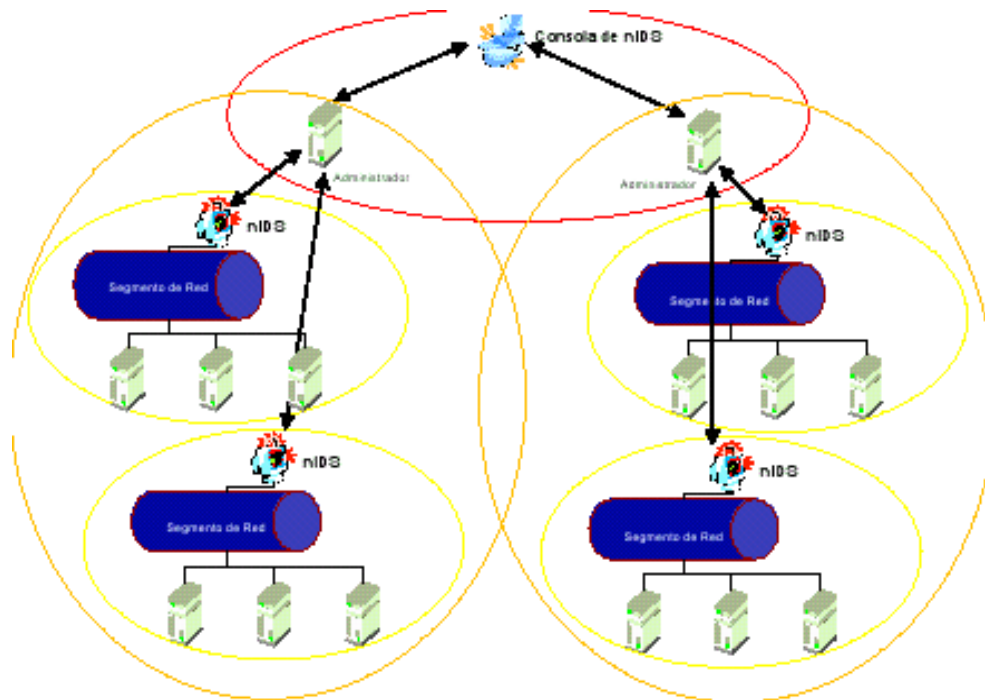 Consola de nIDS
Administrador
Administrador
nIDS
nIDS
Segmento de Red
Segmento de Red
nIDS
nIDS
Segmento de Red
Segmento de Red